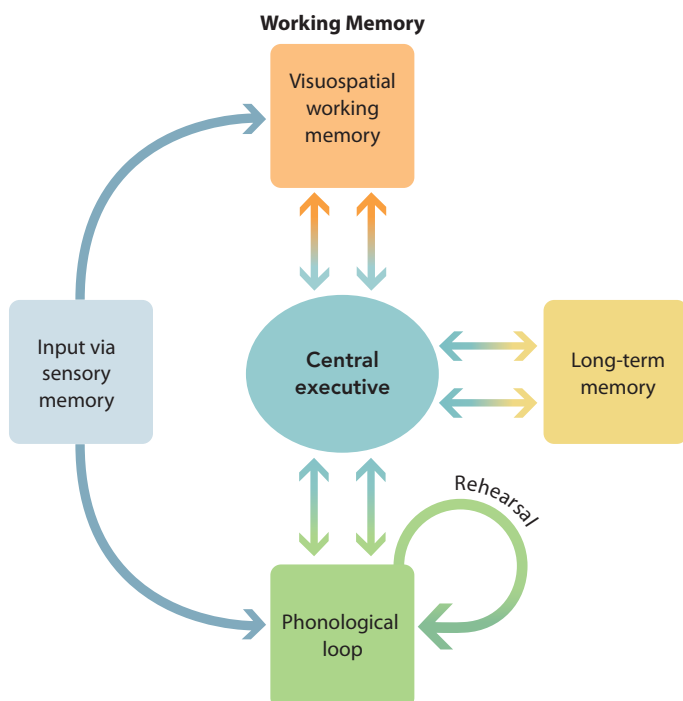 Working Memory
Visuospatial
working
memory
Input via
sensory
memory
Central
executive
Long-term
memory
Rehearsal
Phonological
loop